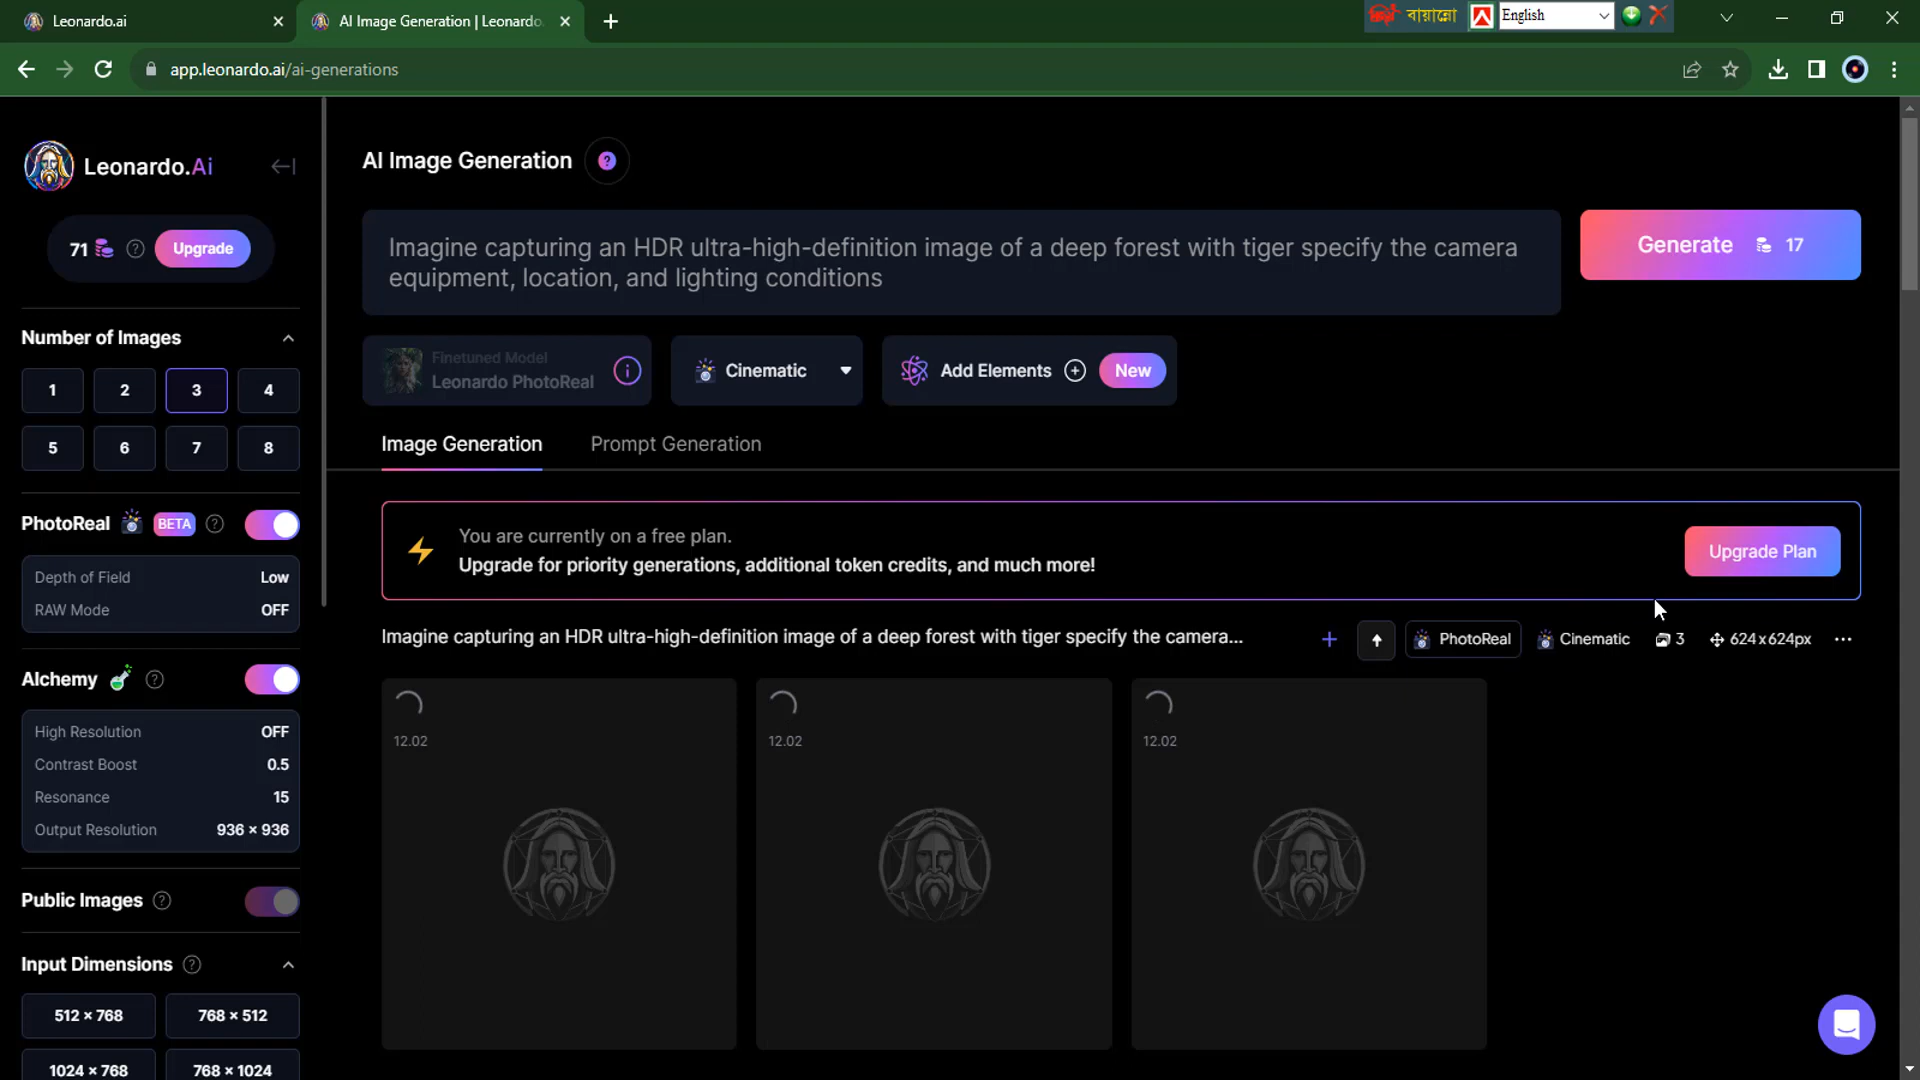 Leonardo.ai
AI Image Generation | Leonardo.
বায়ান্নো
English
app.leonardo.ai/ai-generations
Leonardo.Ai
71
Upgrade
Number of Images
1 2 3 4
5 6 7 8
PhotoReal BETA
Depth of Field Low
RAW Mode OFF
Alchemy
High Resolution OFF
Contrast Boost 0.5
Resonance 15
Output Resolution 936 × 936
Public Images
Input Dimensions
512 × 768 768 × 512
1024 × 768 768 × 1024
AI Image Generation
Imagine capturing an HDR ultra-high-definition image of a deep forest with tiger specify the camera
equipment, location, and lighting conditions
Generate 17
Finetuned Model
Leonardo PhotoReal
Cinematic
Add Elements
New
Image Generation Prompt Generation
You are currently on a free plan.
Upgrade for priority generations, additional token credits, and much more!
Upgrade Plan
Imagine capturing an HDR ultra-high-definition image of a deep forest with tiger specify the camera...
PhotoReal Cinematic 3 624x624px
12.02 12.02 12.02